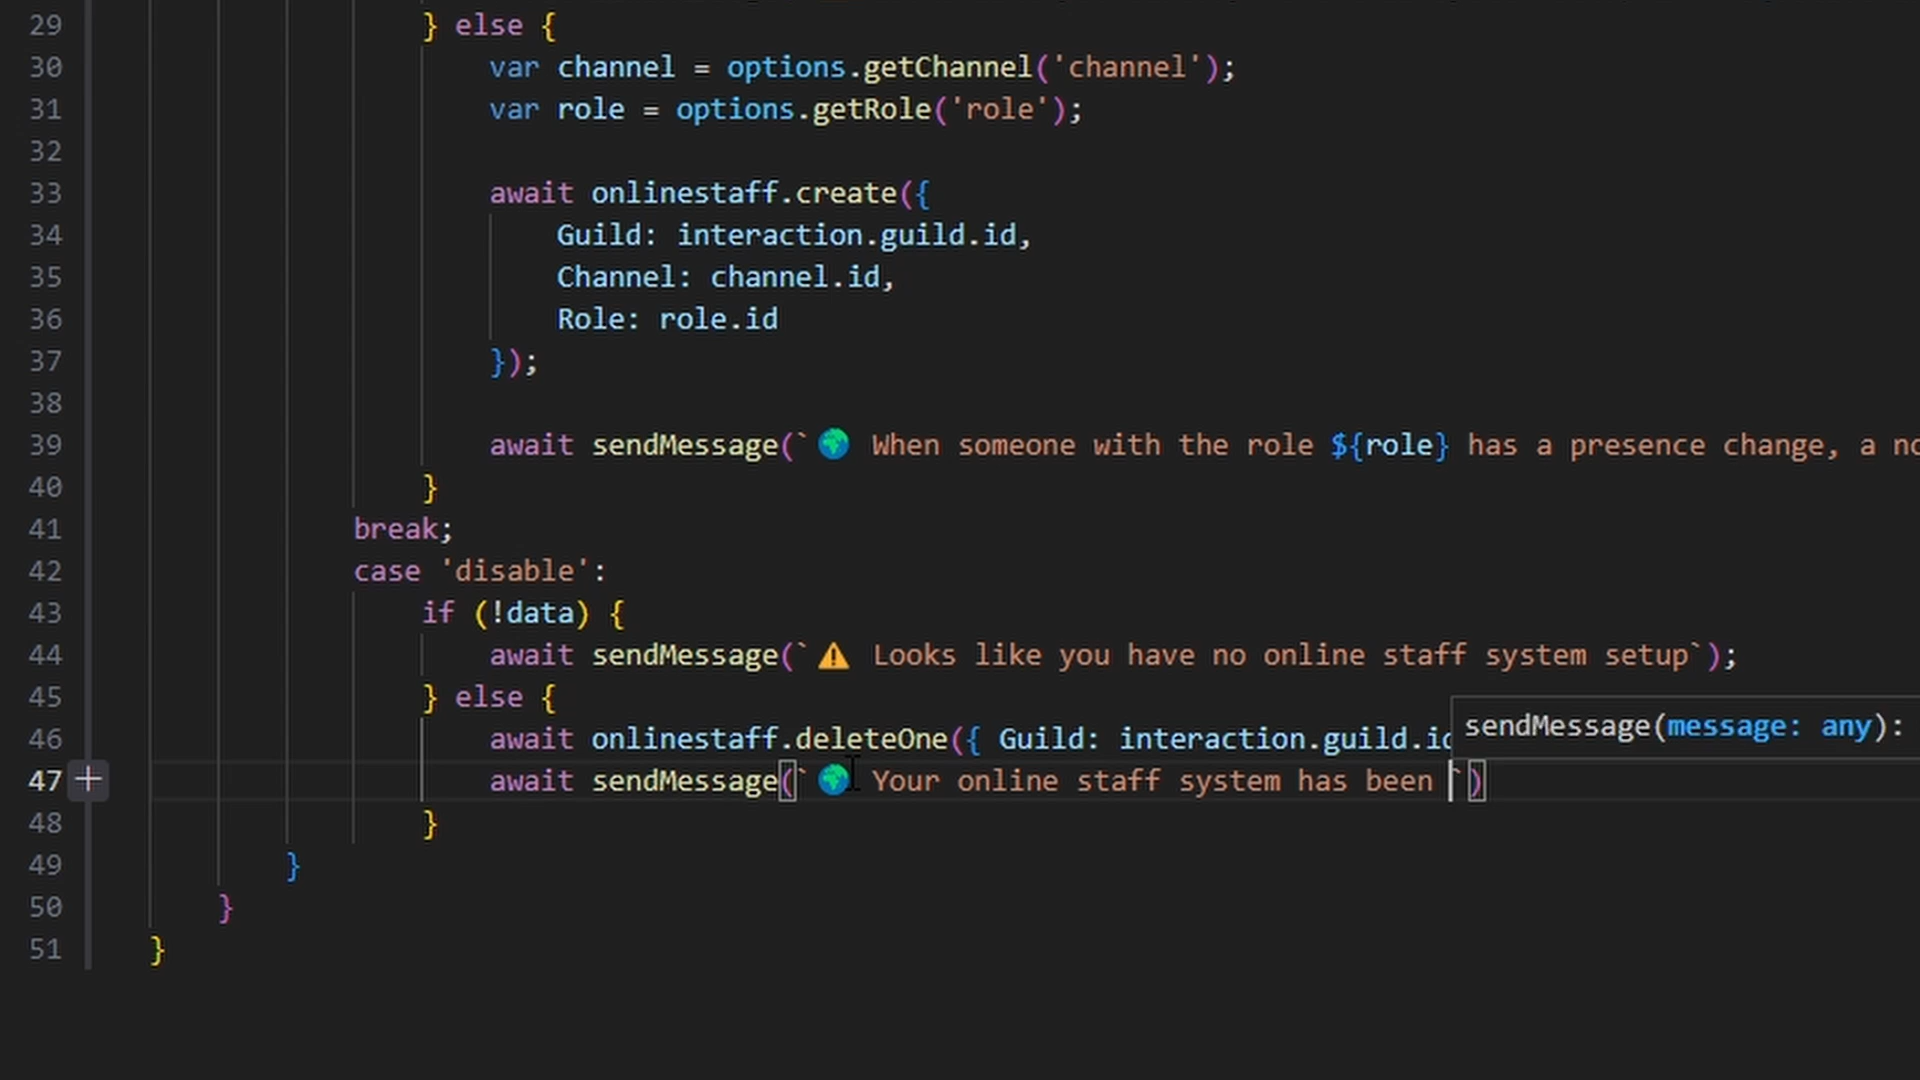 29 } else {
30 var channel = options.getChannel('channel');
31 var role = options.getRole('role');
32
33 await onlinestaff.create({
34 Guild: interaction.guild.id,
35 Channel: channel.id,
36 Role: role.id
37 });
38
39 await sendMessage(`🌍 When someone with the role ${role} has a presence change, a
40 }
41 break;
42 case 'disable':
43 if (!data) {
44 await sendMessage(`⚠️ Looks like you have no online staff system setup`);
45 } else {
46 await onlinestaff.deleteOne({ Guild: interaction.guild.id
sendMessage(message: any):
47 await sendMessage(`🌍 Your online staff system has been `)
48 }
49 }
50 }
51 }